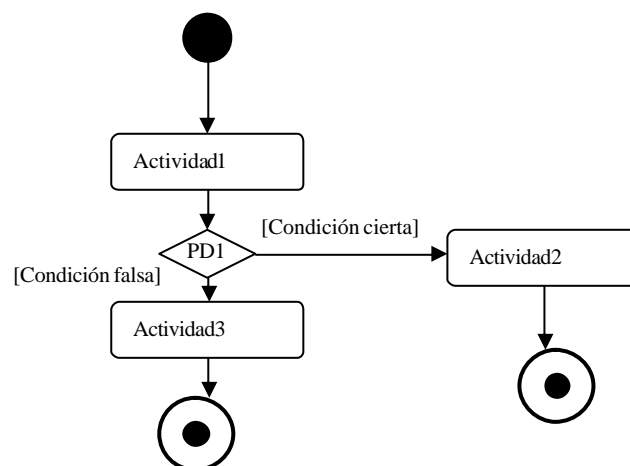 Actividad1
[Condición cierta]
PD1
Actividad2
[Condición falsa]
Actividad3